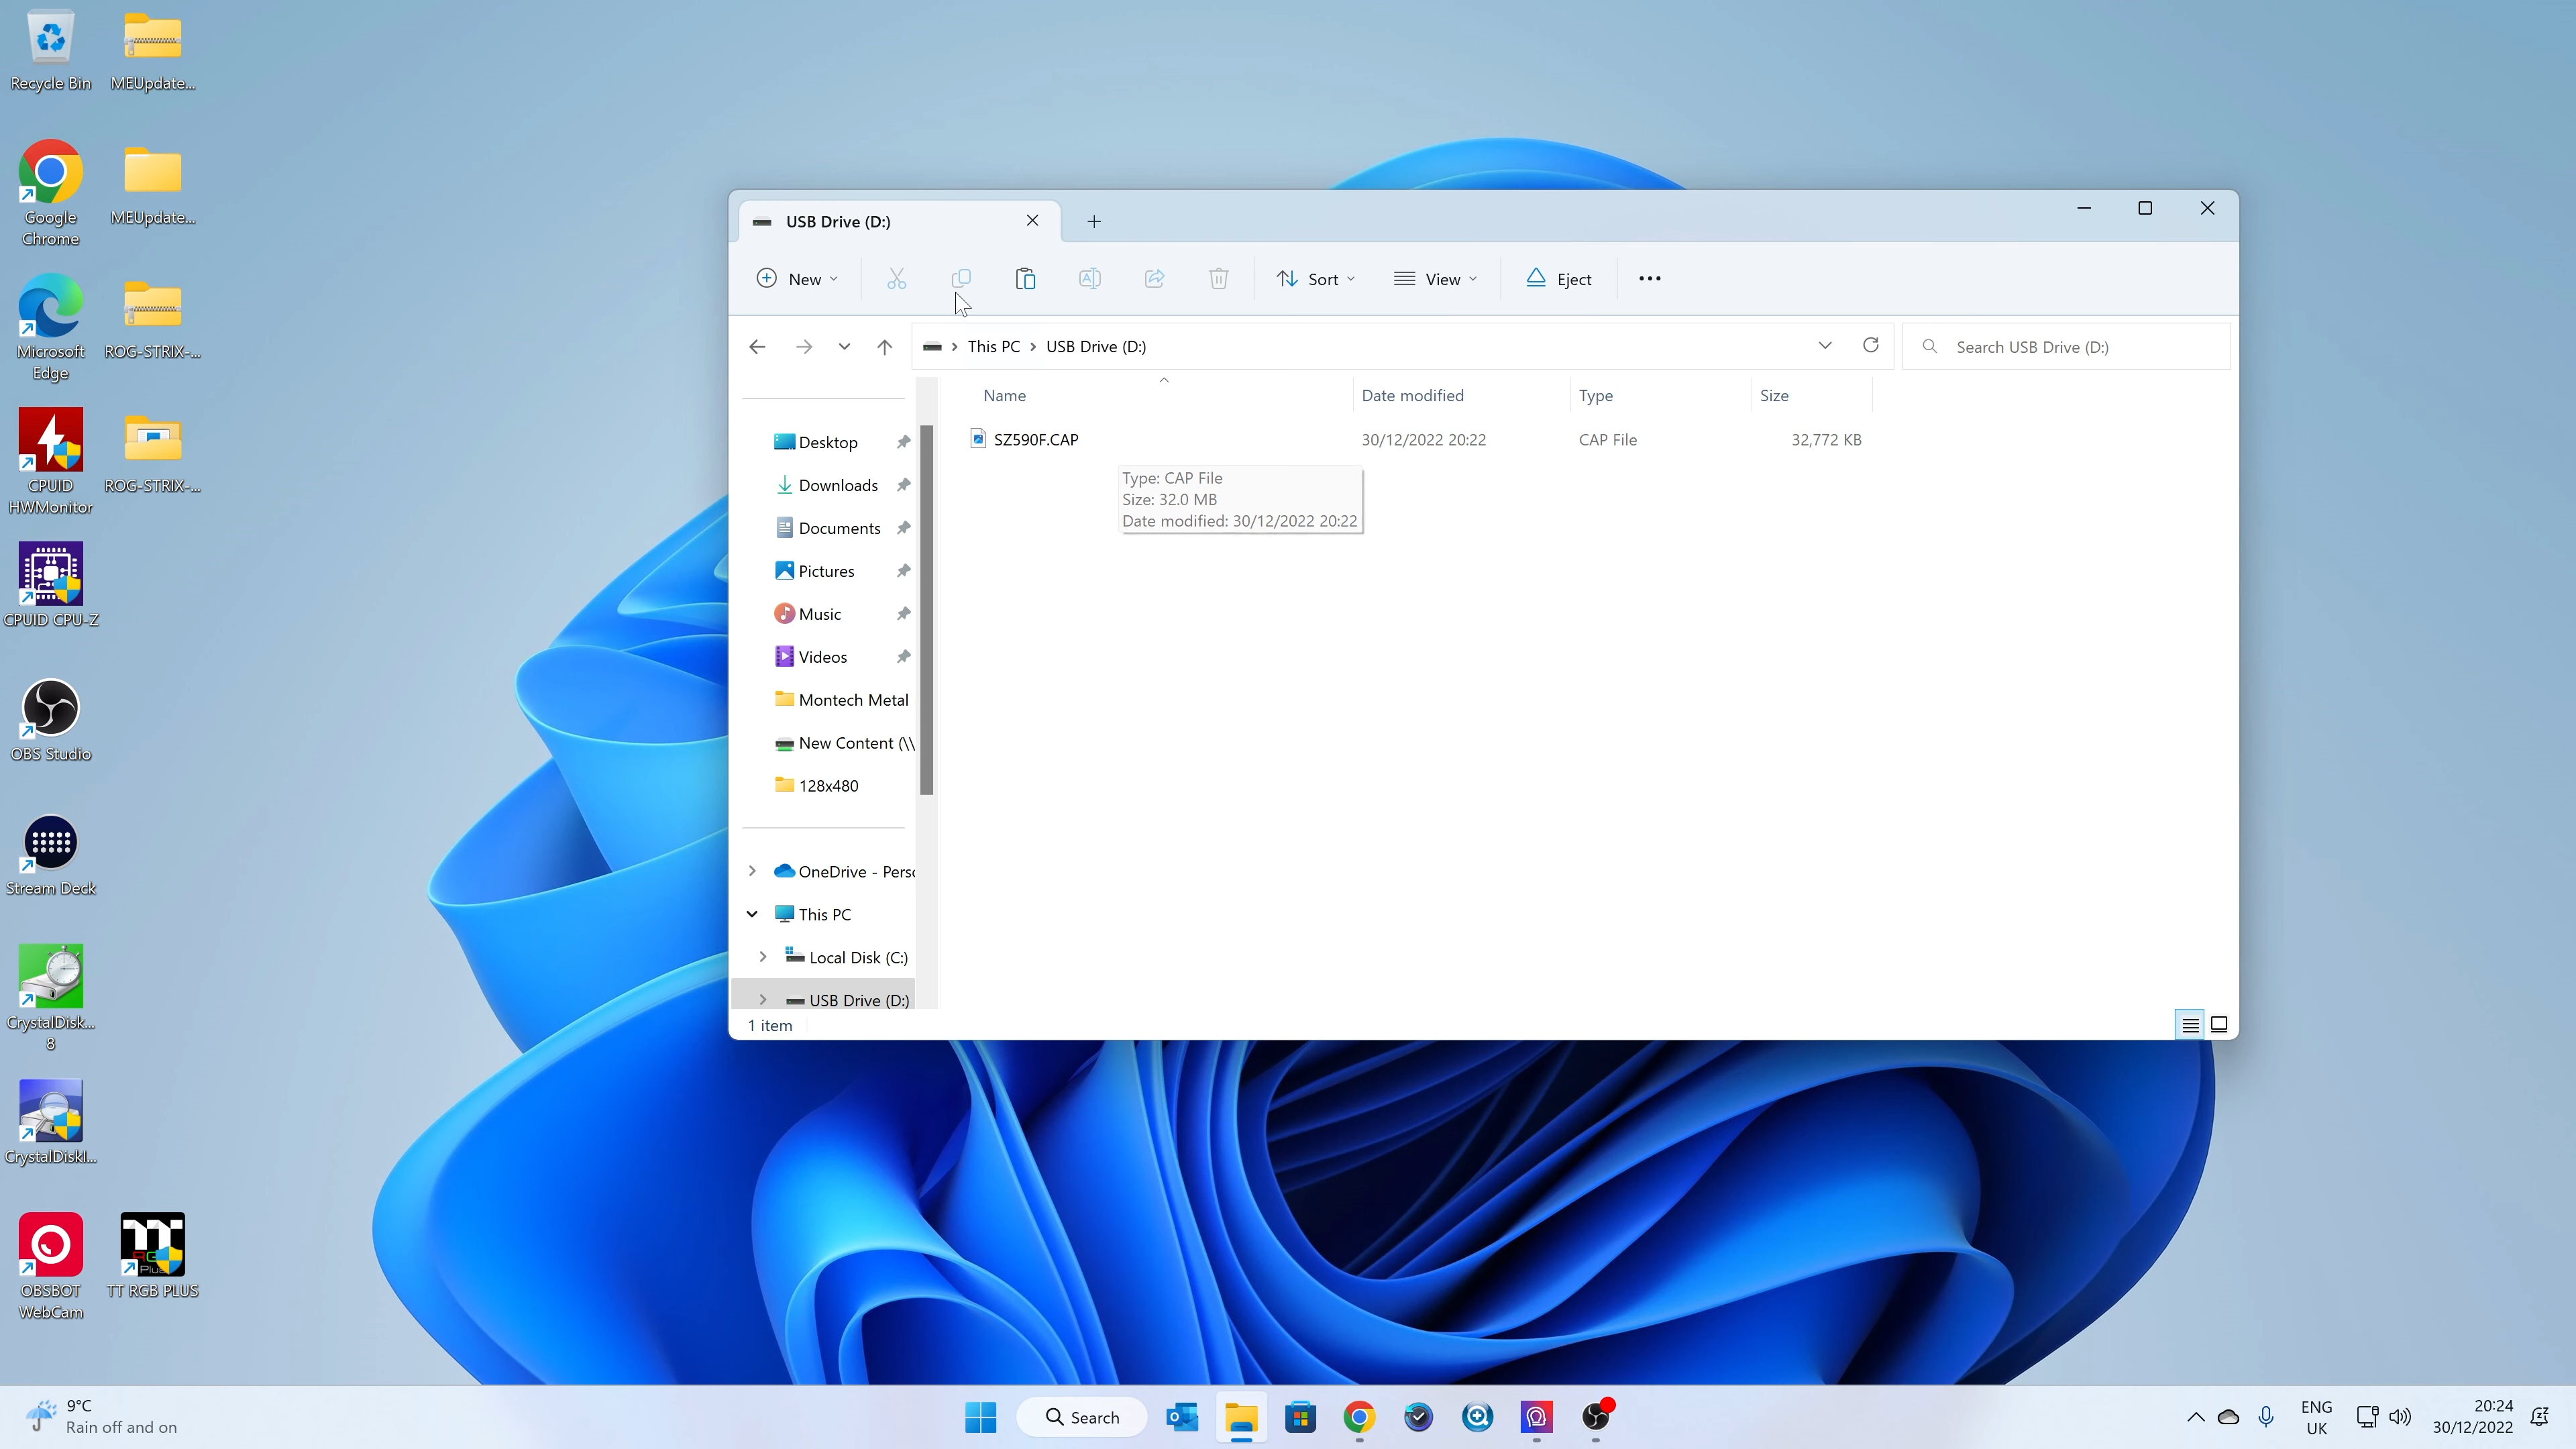 Recycle Bin
MEUpdate...
Google
Chrome
MEUpdate...
Microsoft
Edge
ROG-STRIX-...
CPUID
HWMonitor
ROG-STRIX-...
CPUID CPU-Z
OBS Studio
Stream Deck
CrystalDisk...
8
CrystalDiskI...
OBSBOT
WebCam
TT RGB PLUS
USB Drive (D:)
New
Sort
View
Eject
This PC
USB Drive (D:)
Search USB Drive (D:)
Name
Date modified
Type
Size
SZ590F.CAP
30/12/2022 20:22
CAP File
32,772 KB
Type: CAP File
Size: 32.0 MB
Date modified: 30/12/2022 20:22
Desktop
Downloads
Documents
Pictures
Music
Videos
Montech Metal
New Content (\\
128x480
OneDrive - Perso
This PC
Local Disk (C:)
USB Drive (D:)
1 item
9°C
Rain off and on
Search
ENG
UK
20:24
30/12/2022